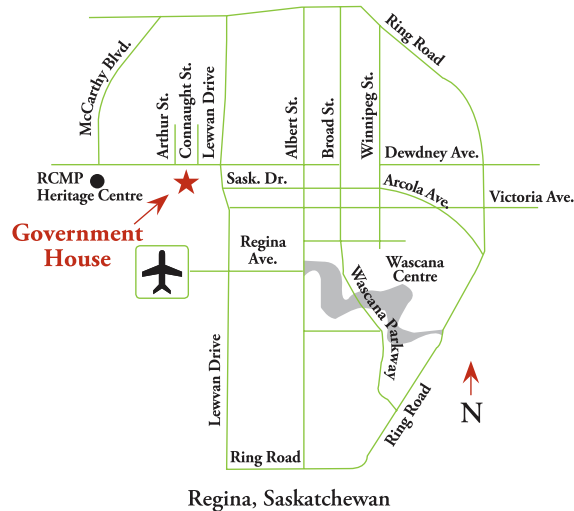 Ring Road
McCarthy Blvd.
Arthur St.
Connaught St.
Lewvan Drive
Albert St.
Broad St.
Winnipeg St.
Dewdney Ave.
RCMP
Heritage Centre
Sask. Dr.
Arcola Ave.
Victoria Ave.
Government
House
Regina
Ave.
Wascana
Centre
Wascana Parkway
Lewvan Drive
Ring Road
Ring Road
N
Regina, Saskatchewan